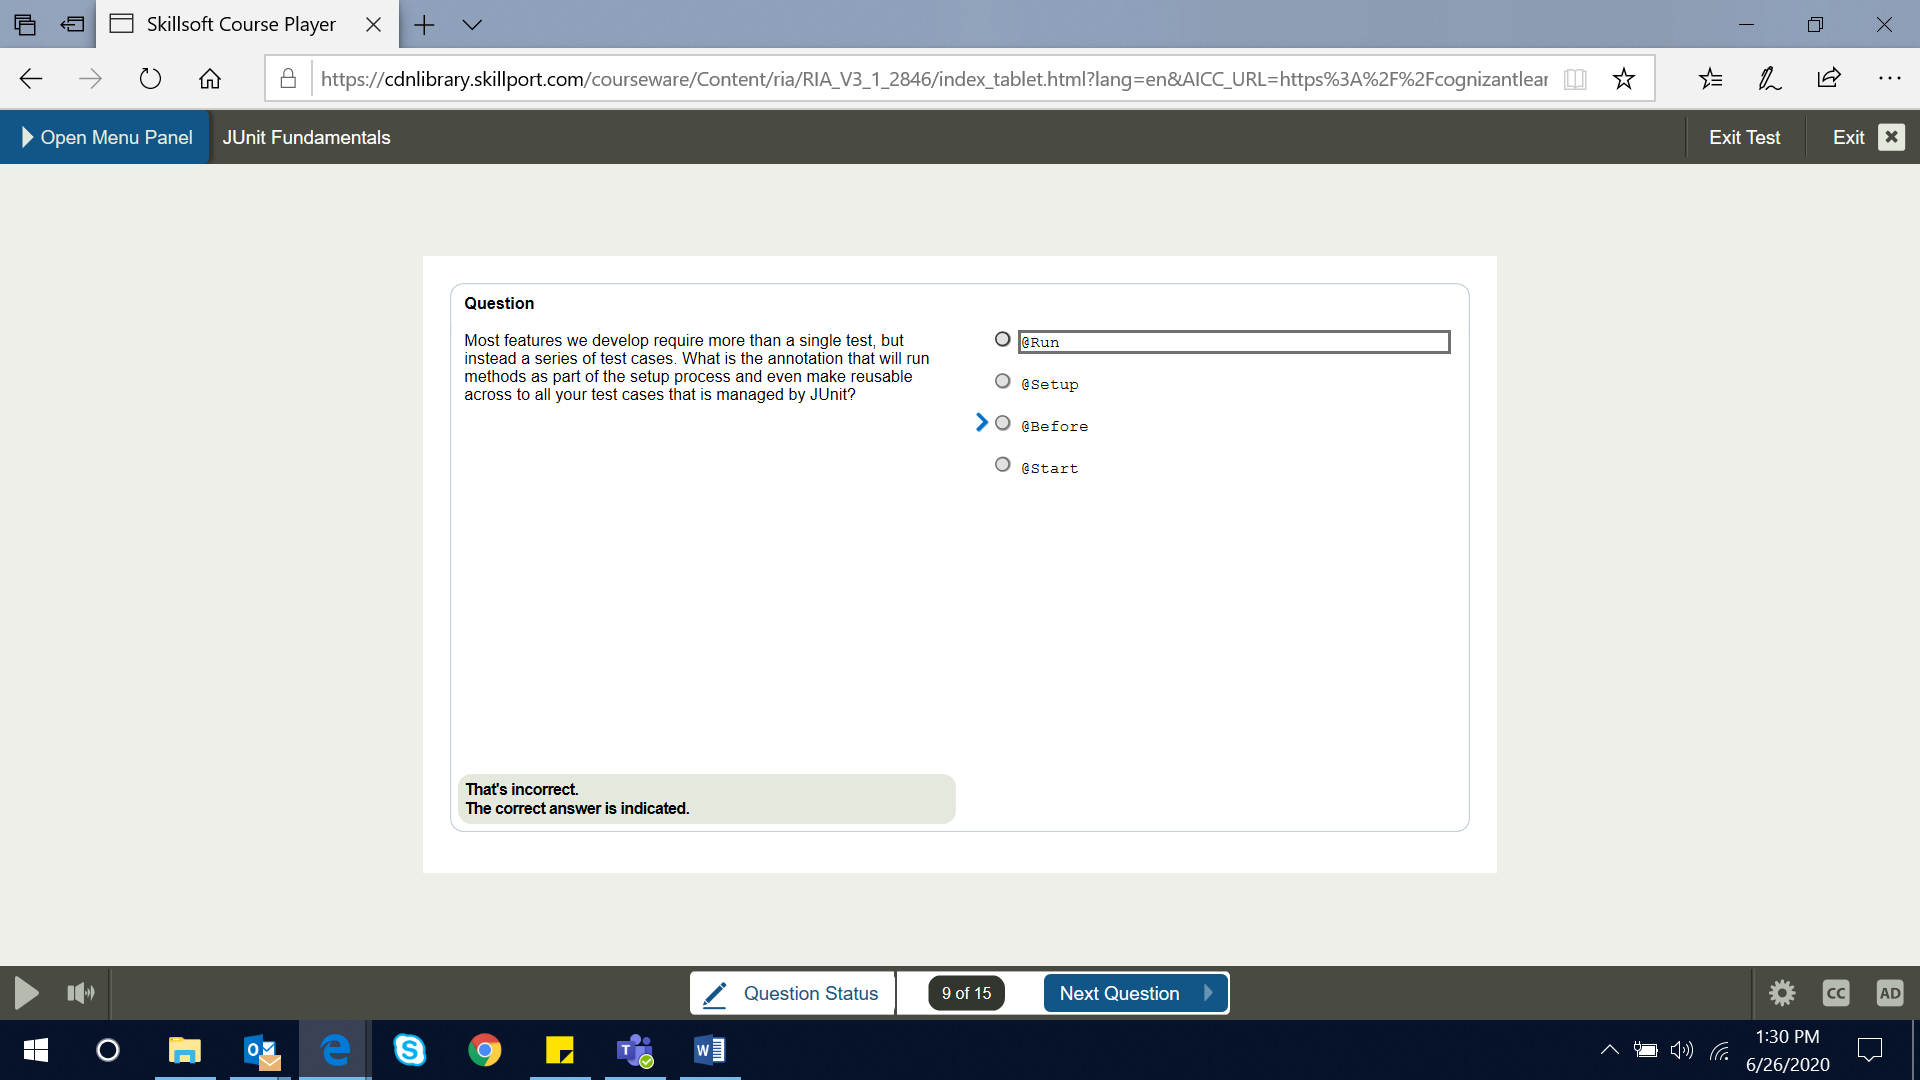 Skillsoft Course Player
https://cdnlibrary.skillport.com/courseware/Content/ria/RIA_V3_1_2846/index_tablet.html?lang=en&AICC_URL=https%3A%2F%2Fcognizantlear
Open Menu Panel
JUnit Fundamentals
Exit Test
Exit
Question
Most features we develop require more than a single test, but
instead a series of test cases. What is the annotation that will run
methods as part of the setup process and even make reusable
across to all your test cases that is managed by JUnit?
@Run
@Setup
@Before
@Start
That's incorrect.
The correct answer is indicated.
Question Status
9 of 15
Next Question
CC
AD
1:30 PM
6/26/2020